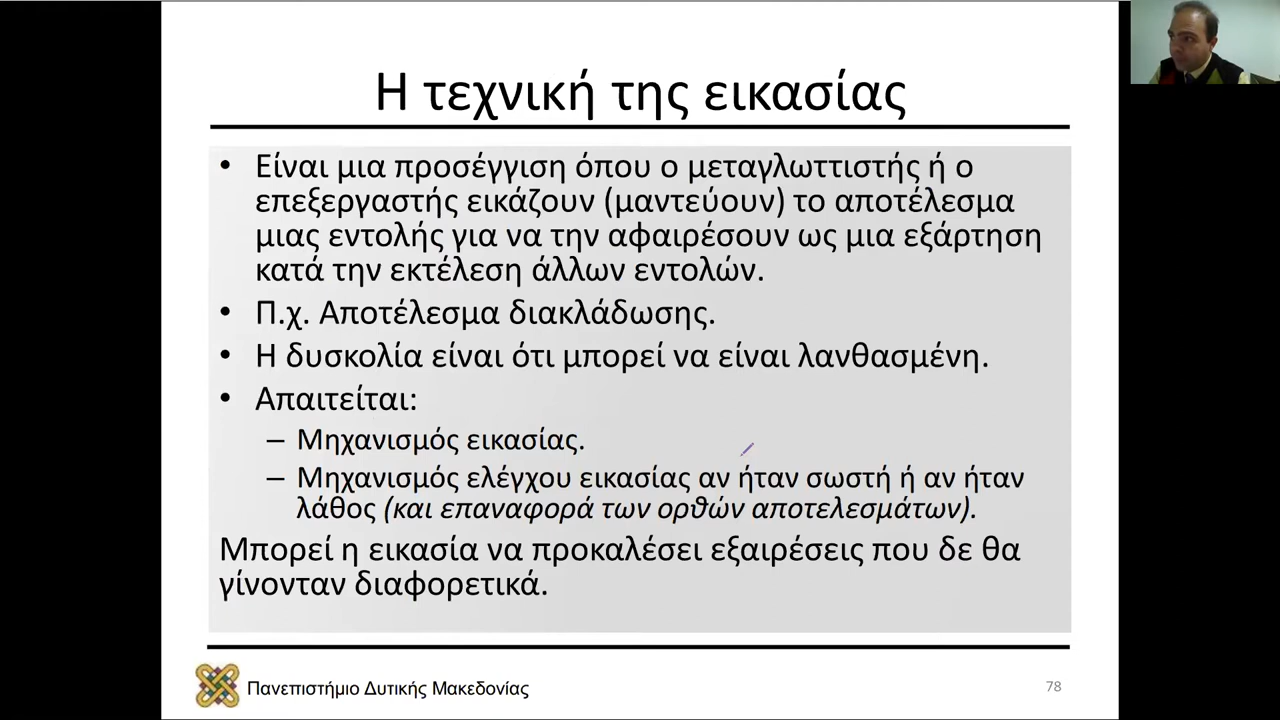 Η τεχνική της εικασίας
• Είναι μια προσέγγιση όπου ο μεταγλωττιστής ή ο
επεξεργαστής εικάζουν (μαντεύουν) το αποτέλεσμα
μιας εντολής για να την αφαιρέσουν ως μια εξάρτηση
κατά την εκτέλεση άλλων εντολών.
• Π.χ. Αποτέλεσμα διακλάδωσης.
• Η δυσκολία είναι ότι μπορεί να είναι λανθασμένη.
• Απαιτείται:
– Μηχανισμός εικασίας.
– Μηχανισμός ελέγχου εικασίας αν ήταν σωστή ή αν ήταν
λάθος (και επαναφορά των ορθών αποτελεσμάτων).
Μπορεί η εικασία να προκαλέσει εξαιρέσεις που δε θα
γίνονταν διαφορετικά.
Πανεπιστήμιο Δυτικής Μακεδονίας
78